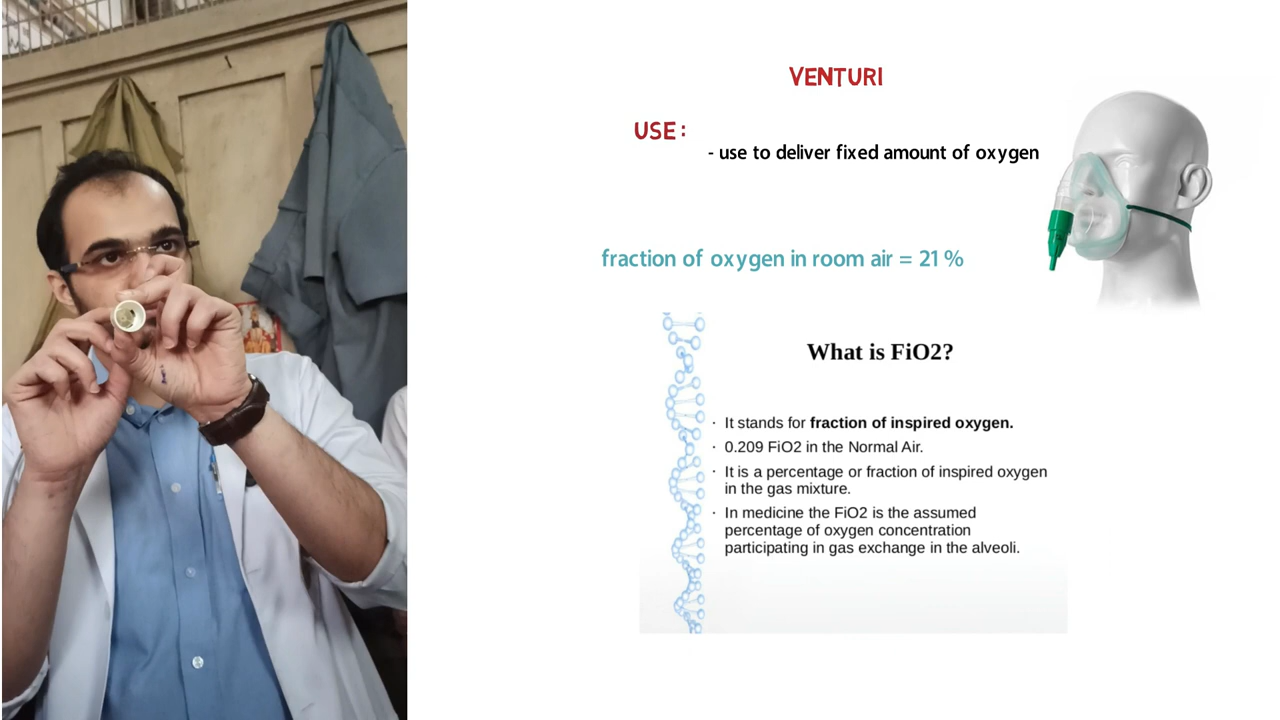 VENTURI
USE:
- use to deliver fixed amount of oxygen
fraction of oxygen in room air = 21%
What is FiO2?
· It stands for fraction of inspired oxygen.
· 0.209 FiO2 in the Normal Air.
· It is a percentage or fraction of inspired oxygen
in the gas mixture.
· In medicine the FiO2 is the assumed
percentage of oxygen concentration
participating in gas exchange in the alveoli.